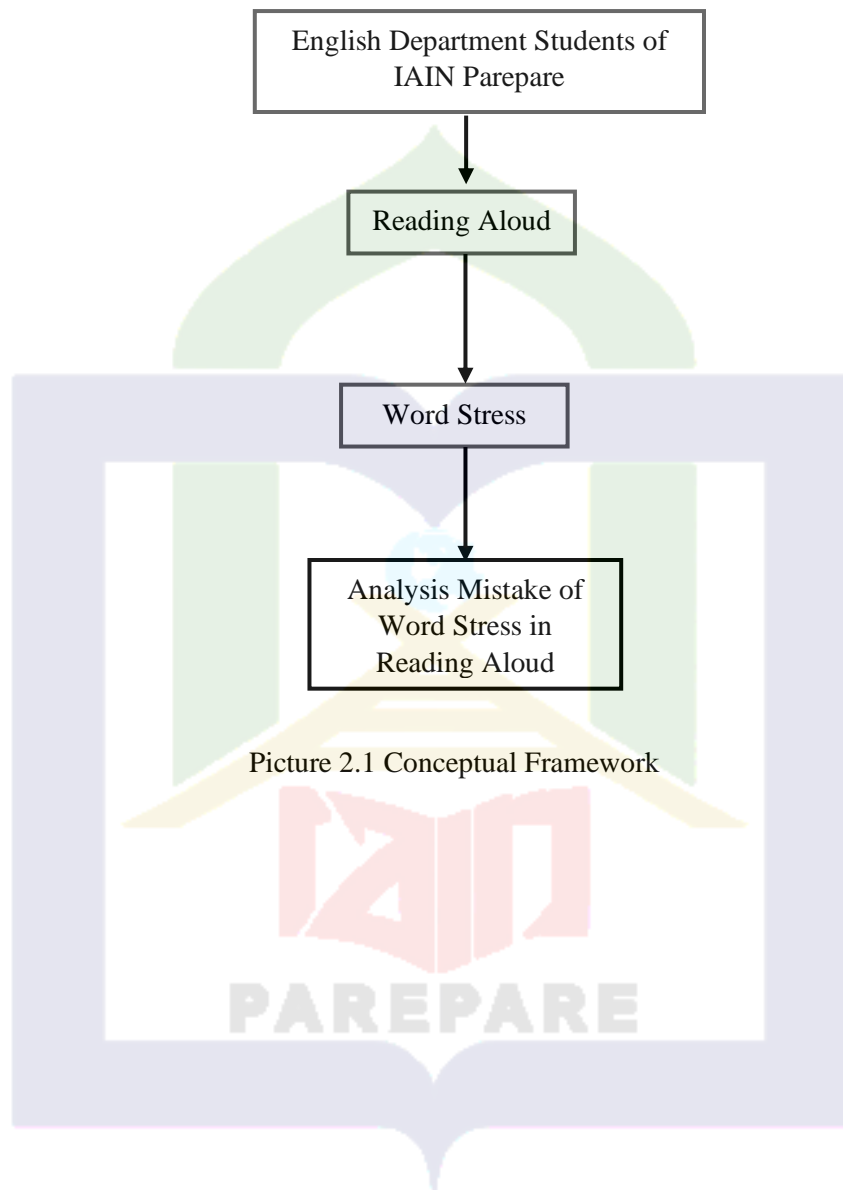 English Department Students of
IAIN Parepare
Reading Aloud
Word Stress
Analysis Mistake of
Word Stress in
Reading Aloud
Picture 2.1 Conceptual Framework
iain
PAREPARE